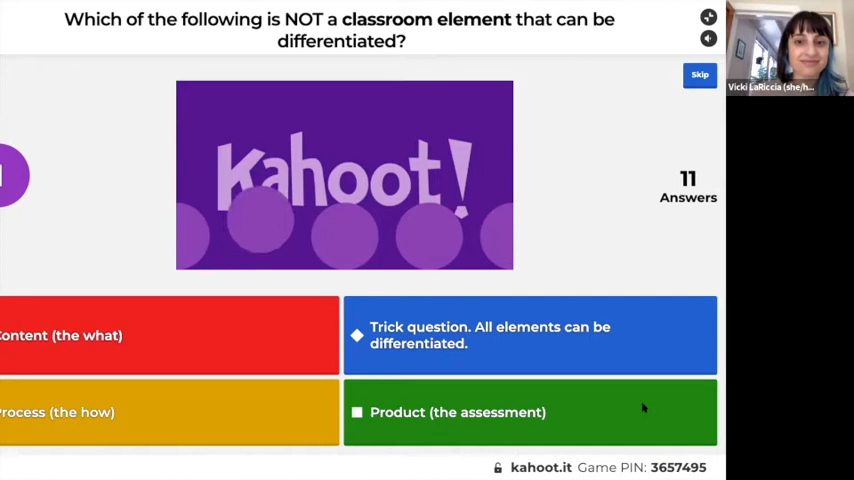 Which of the following is NOT a classroom element that can be
differentiated?
Skip
Vicki LaRiccia (she/h...
Kahoot!
11
Answers
ontent (the what)
Trick question. All elements can be
differentiated.
rocess (the how)
Product (the assessment)
kahoot.it Game PIN: 3657495